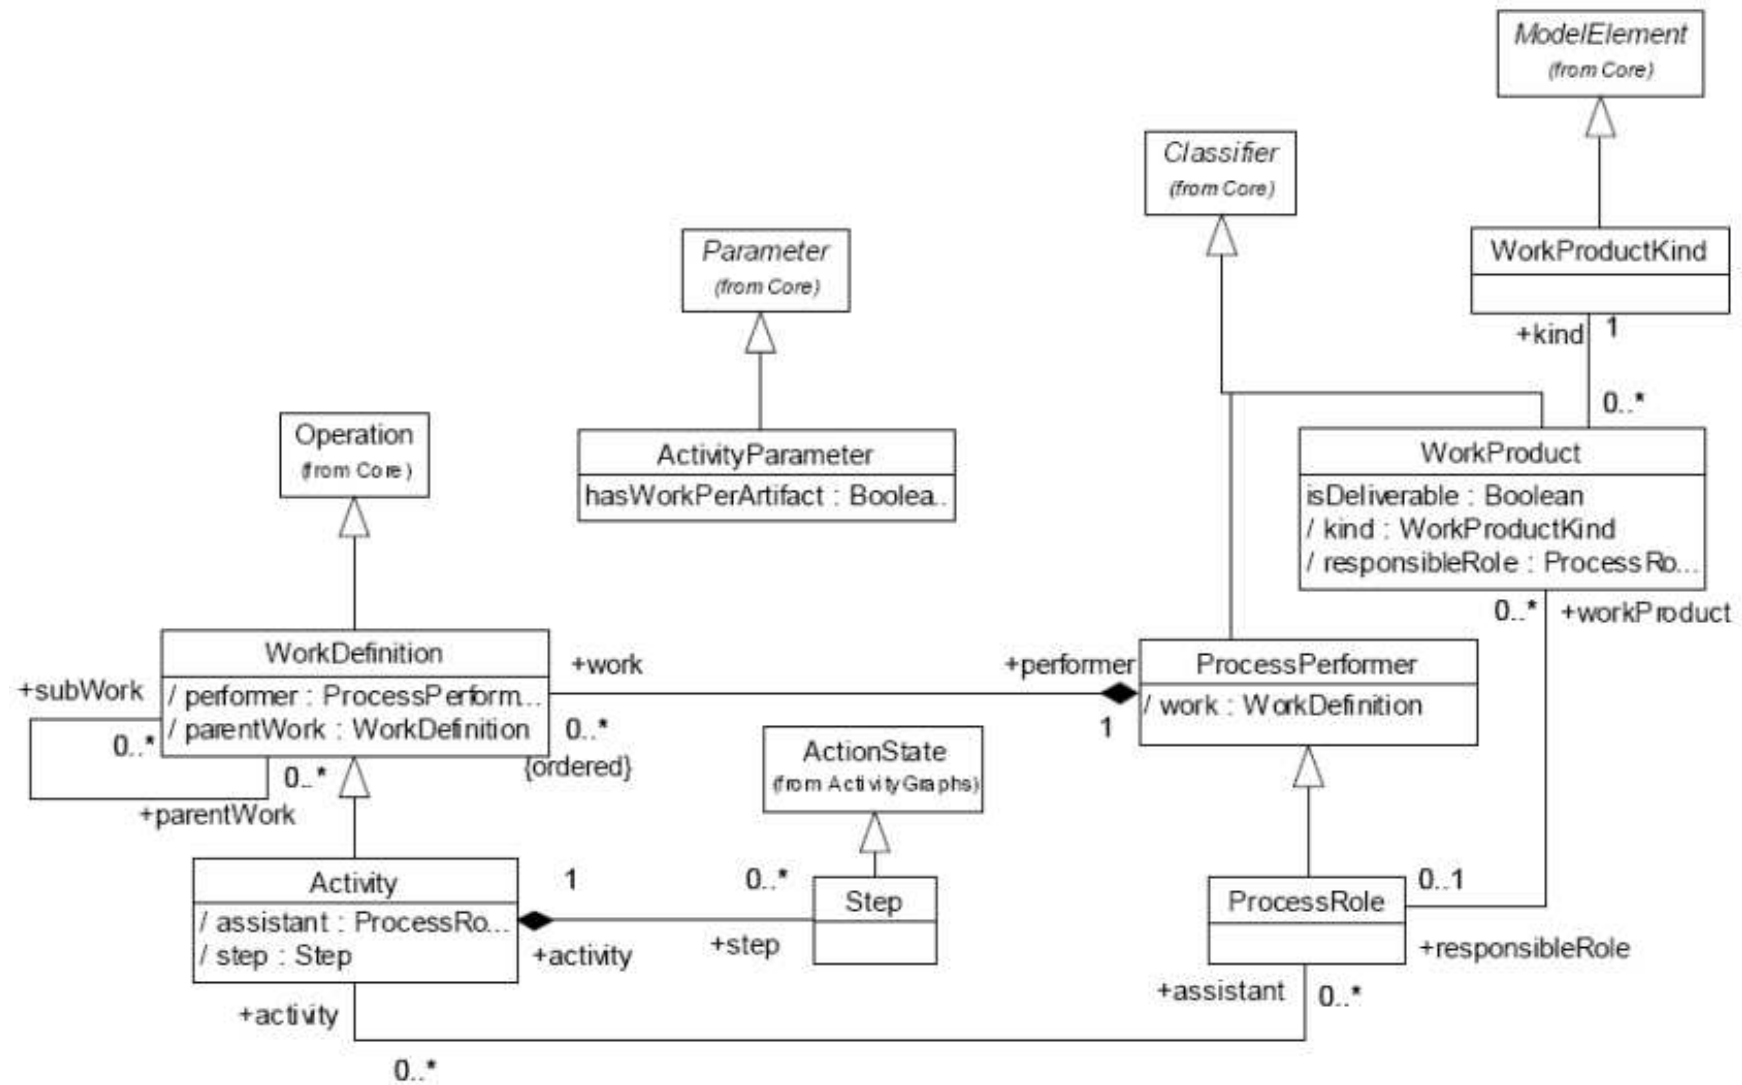 ModelElement
(from Core)
Classifier
(from Core)
WorkProductKind
Parameter
(from Core)
+kind
1
0..*
Operation
(from Core)
ActivityParameter
hasWorkPerArtifact : Boolea..
WorkProduct
isDeliverable : Boolean
/ kind : WorkProductKind
/ responsibleRole : ProcessRo...
0..*
+workProduct
WorkDefinition
/ performer : ProcessPerform...
/ parentWork : WorkDefinition
+subWork
0..*
0..*
+parentWork
+work
0..*
{ordered}
+performer
1
ProcessPerformer
/ work : WorkDefinition
ActionState
(from ActivityGraphs)
Activity
/ assistant : ProcessRo...
/ step : Step
1
+activity
0..*
+step
Step
ProcessRole
0..1
+responsibleRole
+assistant
0..*
+activity
0..*